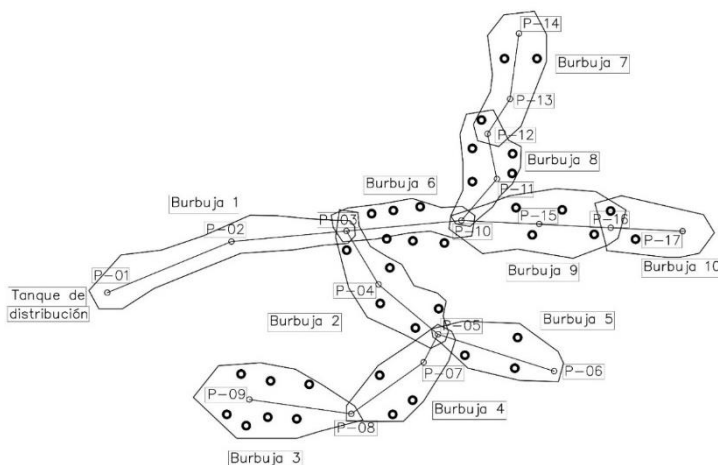 P-14
Burbuja 7
P-13
P-12
Burbuja 8
P-11
Burbuja 6
Burbuja 1
P-03
P-02
P-10
P-15
P-16
P-17
P-01
Burbuja 9
Burbuja 10
Tanque de
distribución
P-04
Burbuja 2
P-05
Burbuja 5
P-07
P-06
P-09
P-08
Burbuja 4
Burbuja 3